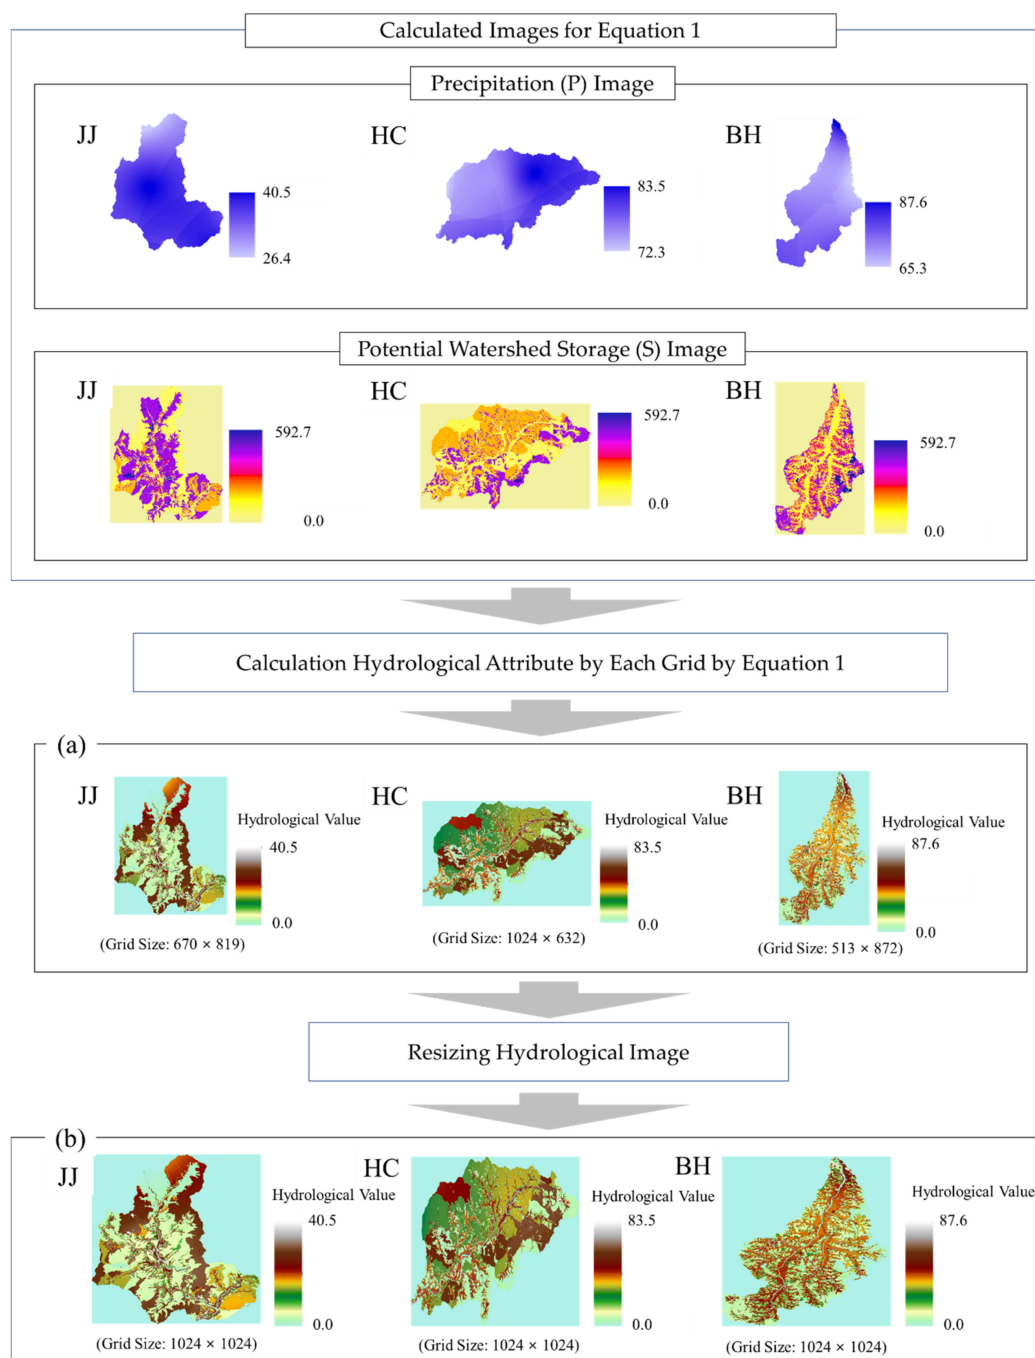 Calculated Images for Equation 1
Precipitation (P) Image
JJ
40.5
26.4
HC
83.5
72.3
BH
87.6
65.3
Potential Watershed Storage (S) Image
JJ
592.7
0.0
HC
592.7
0.0
BH
592.7
0.0
Calculation Hydrological Attribute by Each Grid by Equation 1
(a)
JJ
Hydrological Value
40.5
0.0
(Grid Size: 670 × 819)
HC
Hydrological Value
83.5
0.0
(Grid Size: 1024 × 632)
BH
Hydrological Value
87.6
0.0
(Grid Size: 513 × 872)
Resizing Hydrological Image
(b)
JJ
Hydrological Value
40.5
0.0
(Grid Size: 1024 × 1024)
HC
Hydrological Value
83.5
0.0
(Grid Size: 1024 × 1024)
BH
Hydrological Value
87.6
0.0
(Grid Size: 1024 × 1024)